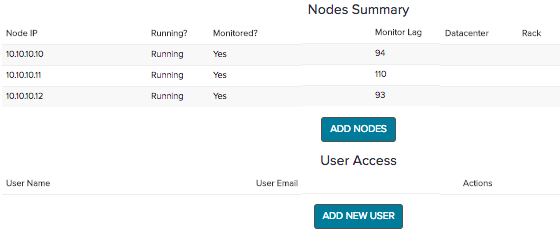 Nodes Summary
Node IP Running? Monitored? Monitor Lag Datacenter Rack
10.10.10.10 Running Yes 94
10.10.10.11 Running Yes 110
10.10.10.12 Running Yes 93
ADD NODES
User Access
User Name User Email Actions
ADD NEW USER